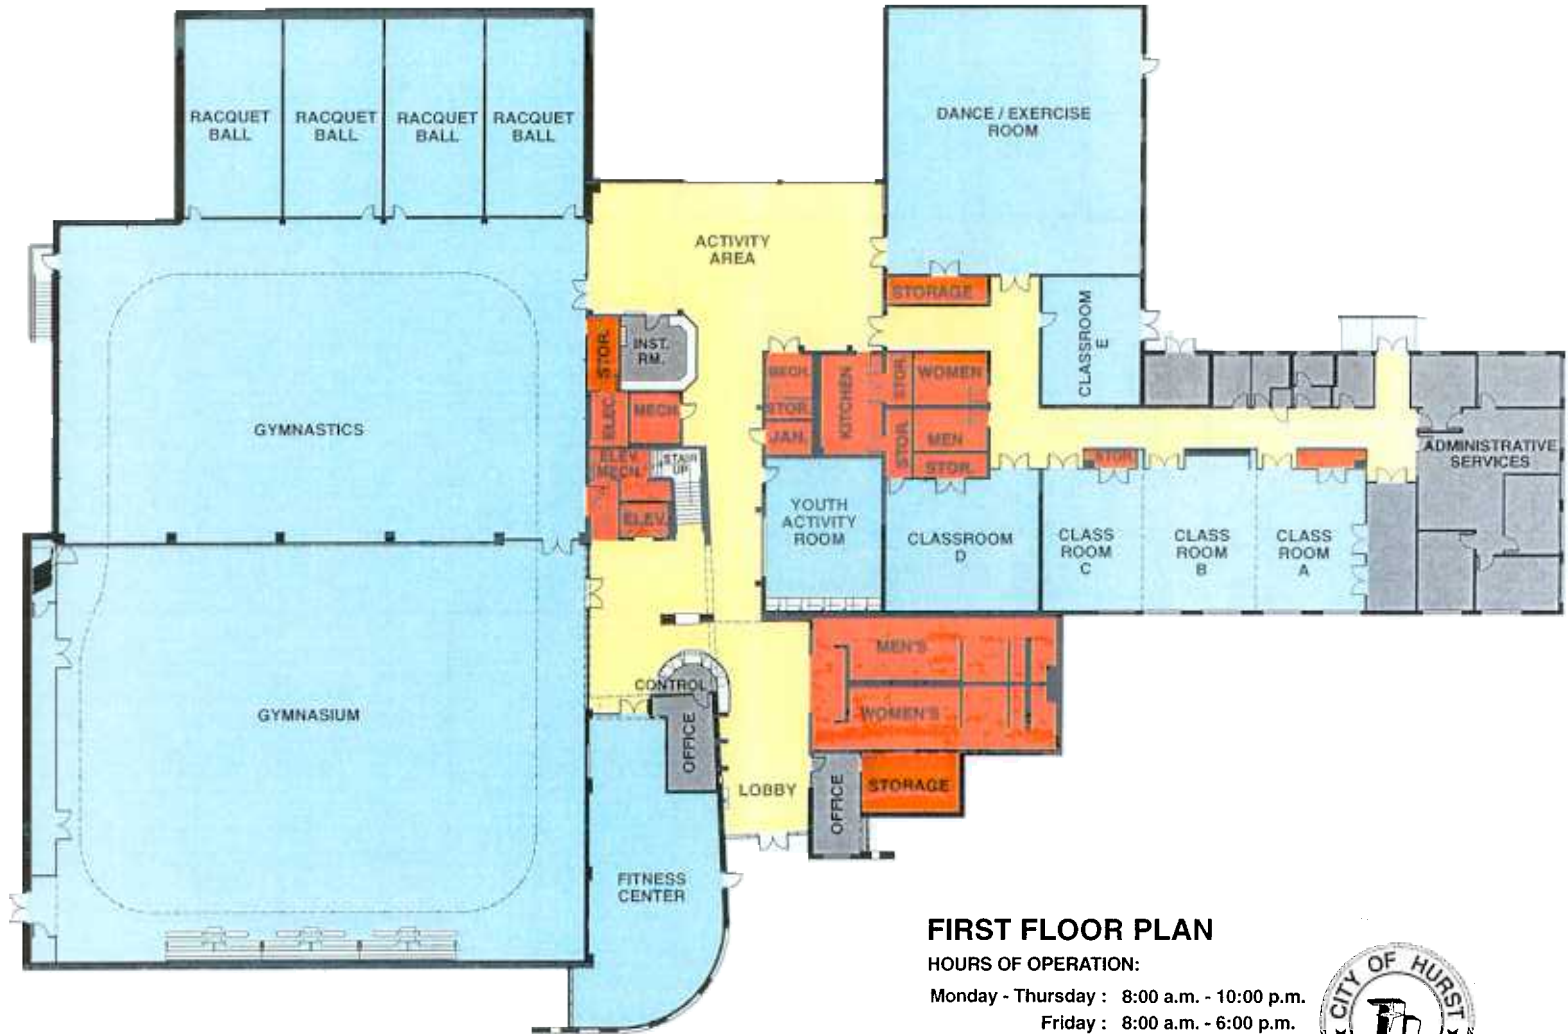 RACQUET
BALL
RACQUET
BALL
RACQUET
BALL
RACQUET
BALL
DANCE / EXERCISE
ROOM
ACTIVITY
AREA
STORAGE
CLASSROOM
E
STOR.
INST.
RM.
MECH.
STOR.
JAN.
KITCHEN
STOR.
WOMEN
ELEC.
MECH.
GYMNASTICS
STOR.
MEN
STOR.
STOR.
ADMINISTRATIVE
SERVICES
ELEV.
MECH.
STAIR
UP
ELEV.
YOUTH
ACTIVITY
ROOM
CLASSROOM
D
CLASS
ROOM
C
CLASS
ROOM
B
CLASS
ROOM
A
MEN'S
WOMEN'S
CONTROL
OFFICE
GYMNASIUM
LOBBY
OFFICE
STORAGE
FITNESS
CENTER
FIRST FLOOR PLAN
HOURS OF OPERATION:
Monday - Thursday : 8:00 a.m. - 10:00 p.m.
Friday : 8:00 a.m. - 6:00 p.m.
CITY OF HURST